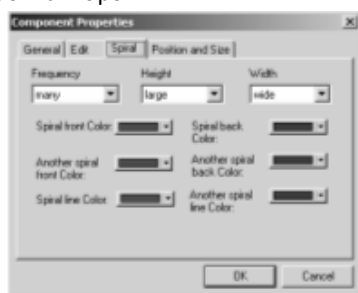 Component Properties
General Edit Spiral Position and Size
Frequency Height Width
many large wide
Spiral front Color: Spiral back Color:
Another spiral front Color: Another spiral back Color:
Spiral line Color: Another spiral line Color:
OK Cancel